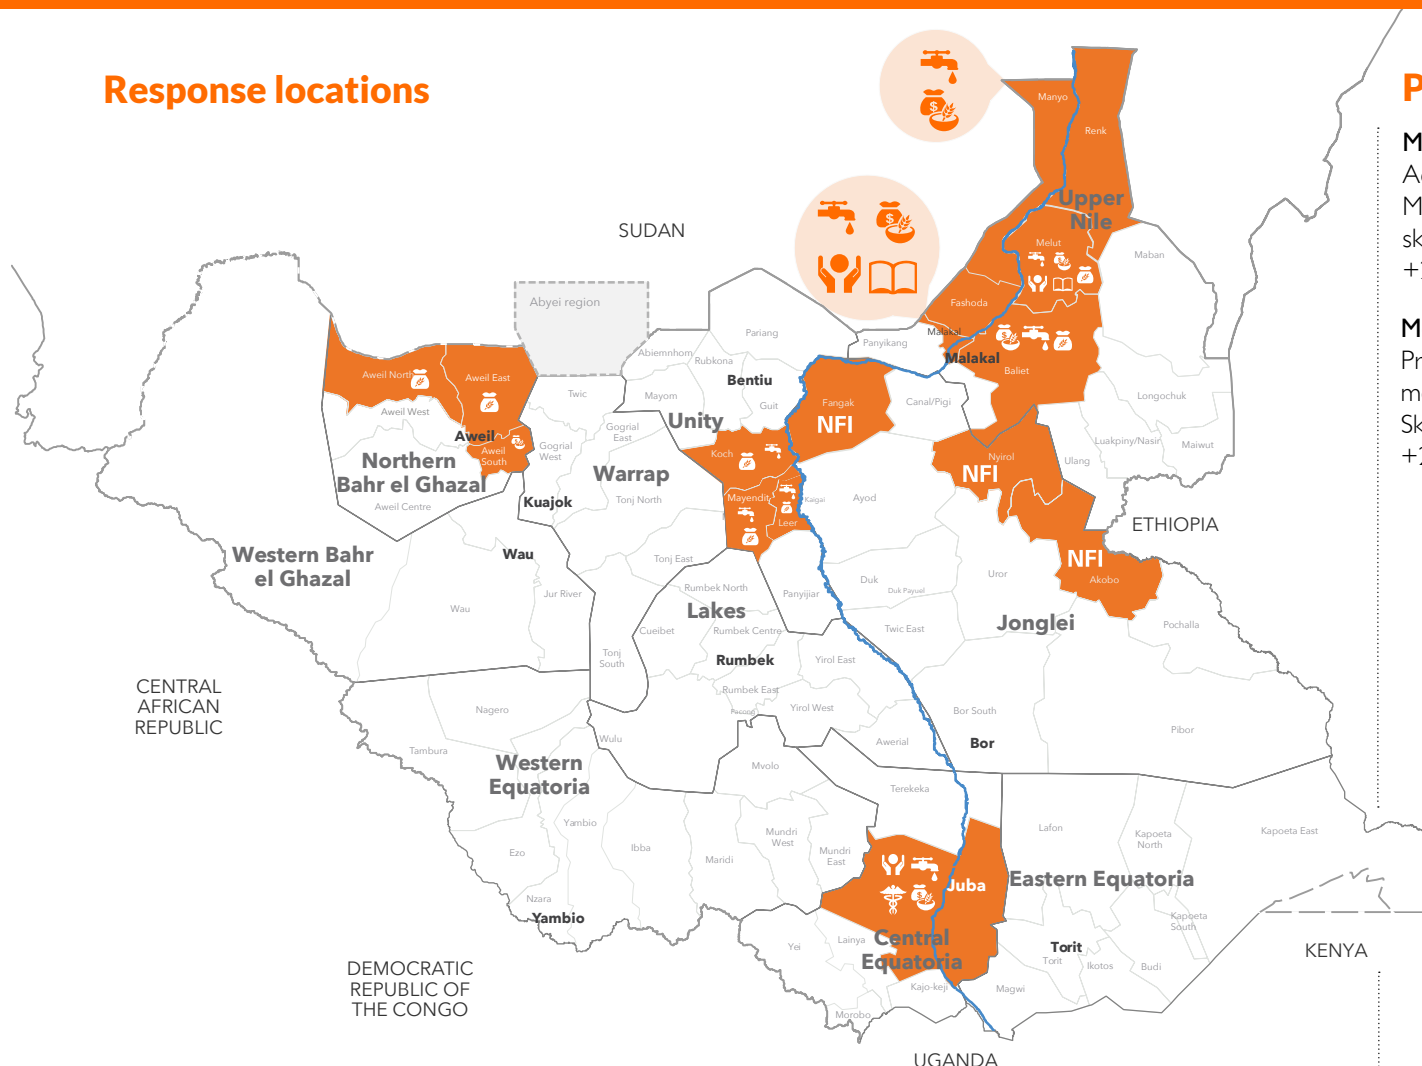 Response locations
P
M
A
M
sk
+
M
Pr
m
Sk
+2
SUDAN
Abyei region
Manyo
Renk
Upper
Nile
Melut
Maban
Fashoda
Malakal
Malakal
Panyikang
Baliet
Longochuk
Luakpiny/Nasir
Maiwut
Ulang
Pariang
Abiemnhom
Rubkona
Bentiu
Mayom
Guit
Unity
Koch
Mayendit
Leer
Panyijiar
Fangak
NFI
Canal/Pigi
Nyirol
NFI
NFI
Akobo
Kaigai
Ayod
Duk
Duk Payuel
Uror
Twic East
Jonglei
Pochalla
Bor South
Bor
Pibor
ETHIOPIA
Aweil North
Aweil East
Aweil West
Aweil
Aweil
South
Northern
Bahr el Ghazal
Aweil Centre
Twic
Gogrial
East
Gogrial
West
Warrap
Kuajok
Tonj North
Tonj East
Tonj
South
Western Bahr
el Ghazal
Wau
Wau
Jur River
Rumbek North
Lakes
Cueibet
Rumbek Centre
Rumbek
Rumbek East
Yirol East
Yirol West
Awerial
Wulu
CENTRAL
AFRICAN
REPUBLIC
Nagero
Tambura
Western
Equatoria
Yambio
Ezo
Nzara
Yambio
Ibba
Maridi
Mvolo
Mundri
West
Mundri
East
Terekeka
Juba
Central
Equatoria
Yei
Lainya
Kajo-keji
Morobo
Lafon
Kapoeta
North
Kapoeta East
Eastern Equatoria
Kapoeta
South
Torit
Torit
Ikotos
Budi
Magwi
KENYA
DEMOCRATIC
REPUBLIC OF
THE CONGO
UGANDA